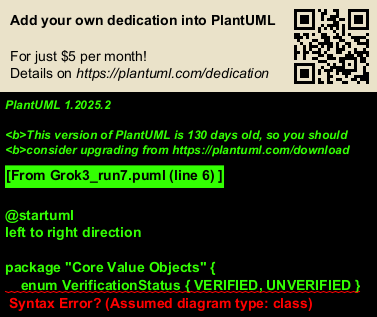 Add your own dedication into PlantUML
For just $5 per month!
Details on https://plantuml.com/dedication
PlantUML 1.2025.2
<b>This version of PlantUML is 130 days old, so you should
<b>consider upgrading from https://plantuml.com/download
[From Grok3_run7.puml (line 6) ]
@startuml
left to right direction
package "Core Value Objects" {
enum VerificationStatus { VERIFIED, UNVERIFIED }
Syntax Error? (Assumed diagram type: class)